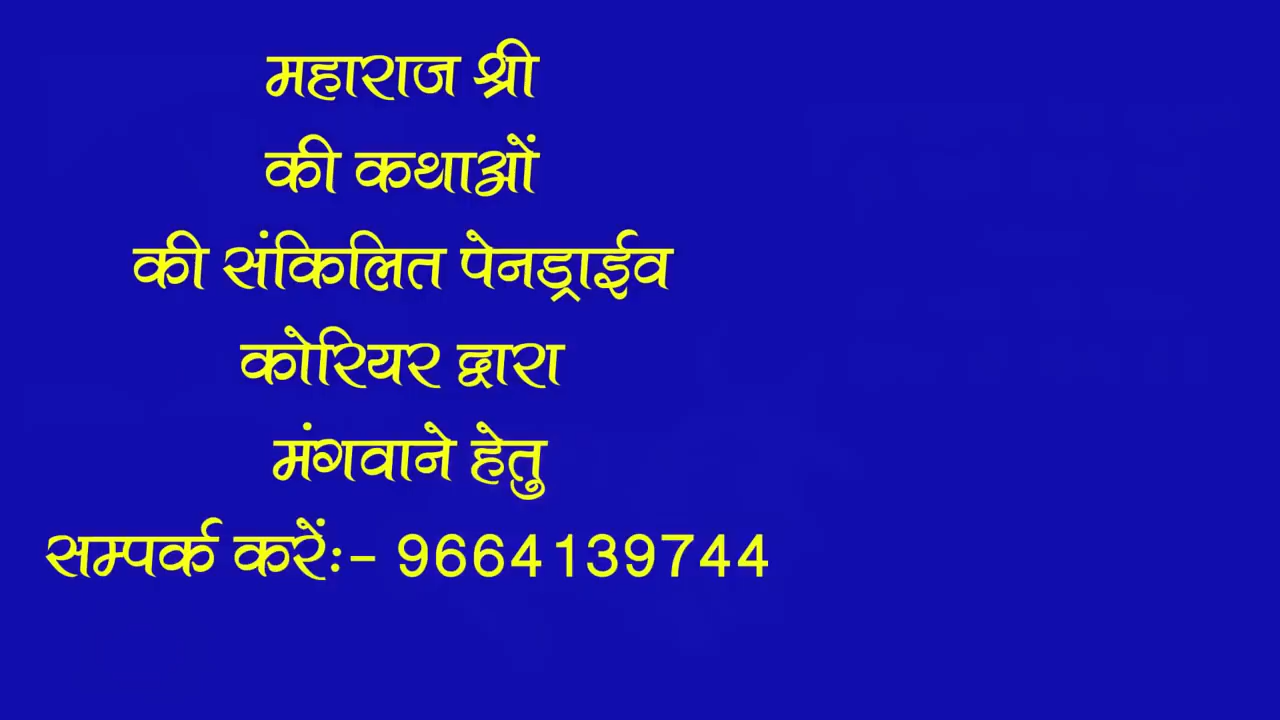 महाराज श्री
की कथाओं
की संकिलित पेनड्राईव
कोरियर द्वारा
मंगवाने हेतु
सम्पर्क करेंः- 9664139744